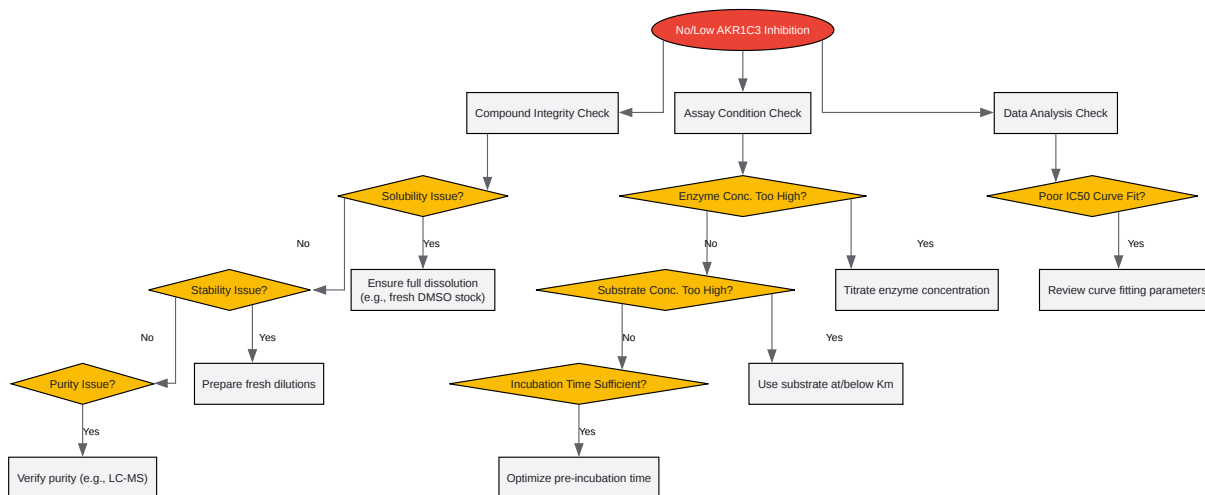 No/Low AKR1C3 Inhibition
Compound Integrity Check
Assay Condition Check
Data Analysis Check
Solubility Issue?
Enzyme Conc. Too High?
Poor IC50 Curve Fit?
No
Yes
No
Yes
Yes
Stability Issue?
Ensure full dissolution
(e.g., fresh DMSO stock)
Substrate Conc. Too High?
Titrate enzyme concentration
Review curve fitting parameters
No
Yes
No
Yes
Purity Issue?
Prepare fresh dilutions
Incubation Time Sufficient?
Use substrate at/below Km
Yes
Yes
Verify purity (e.g., LC-MS)
Optimize pre-incubation time